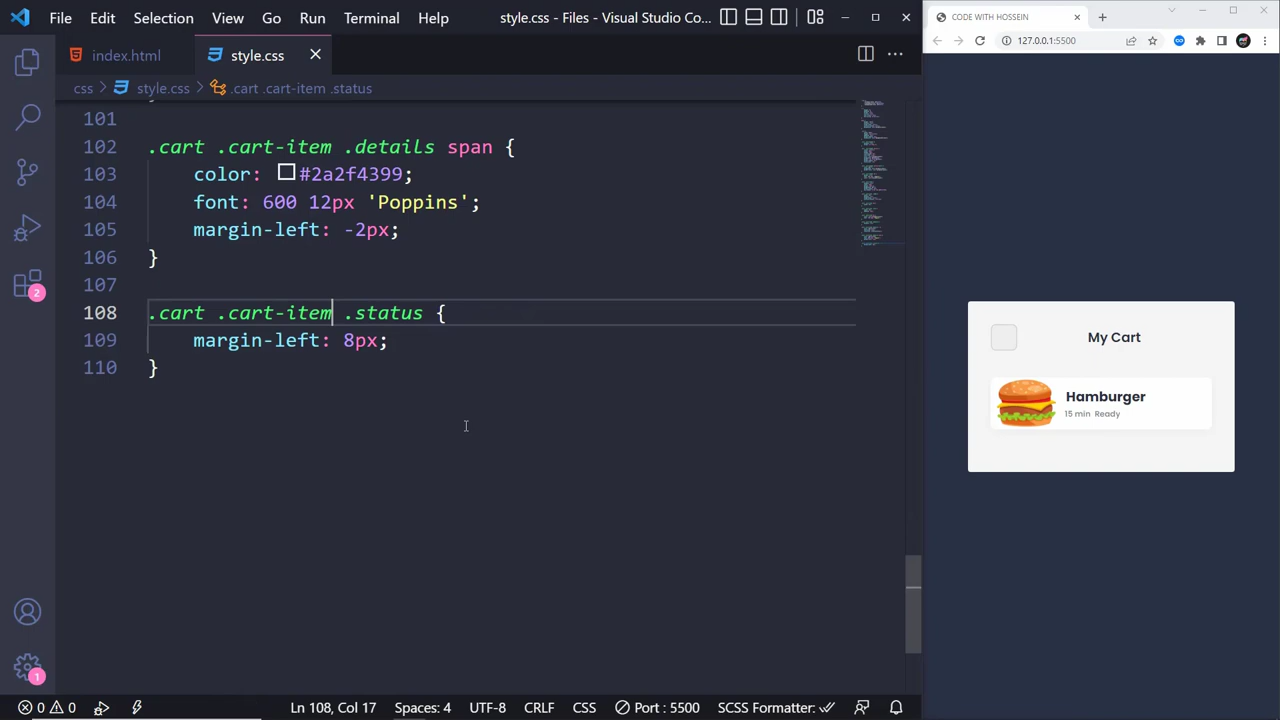 File Edit Selection View Go Run Terminal Help style.css - Files - Visual Studio Co...
index.html style.css
css > style.css > .cart .cart-item .status
101
102 .cart .cart-item .details span {
103 color: #2a2f4399;
104 font: 600 12px 'Poppins';
105 margin-left: -2px;
106 }
107
108 .cart .cart-item .status {
109 margin-left: 8px;
110 }
2
1
0 0 Ln 108, Col 17 Spaces: 4 UTF-8 CRLF CSS Port : 5500 SCSS Formatter:
CODE WITH HOSSEIN
127.0.0.1:5500
My Cart
Hamburger
15 min Ready